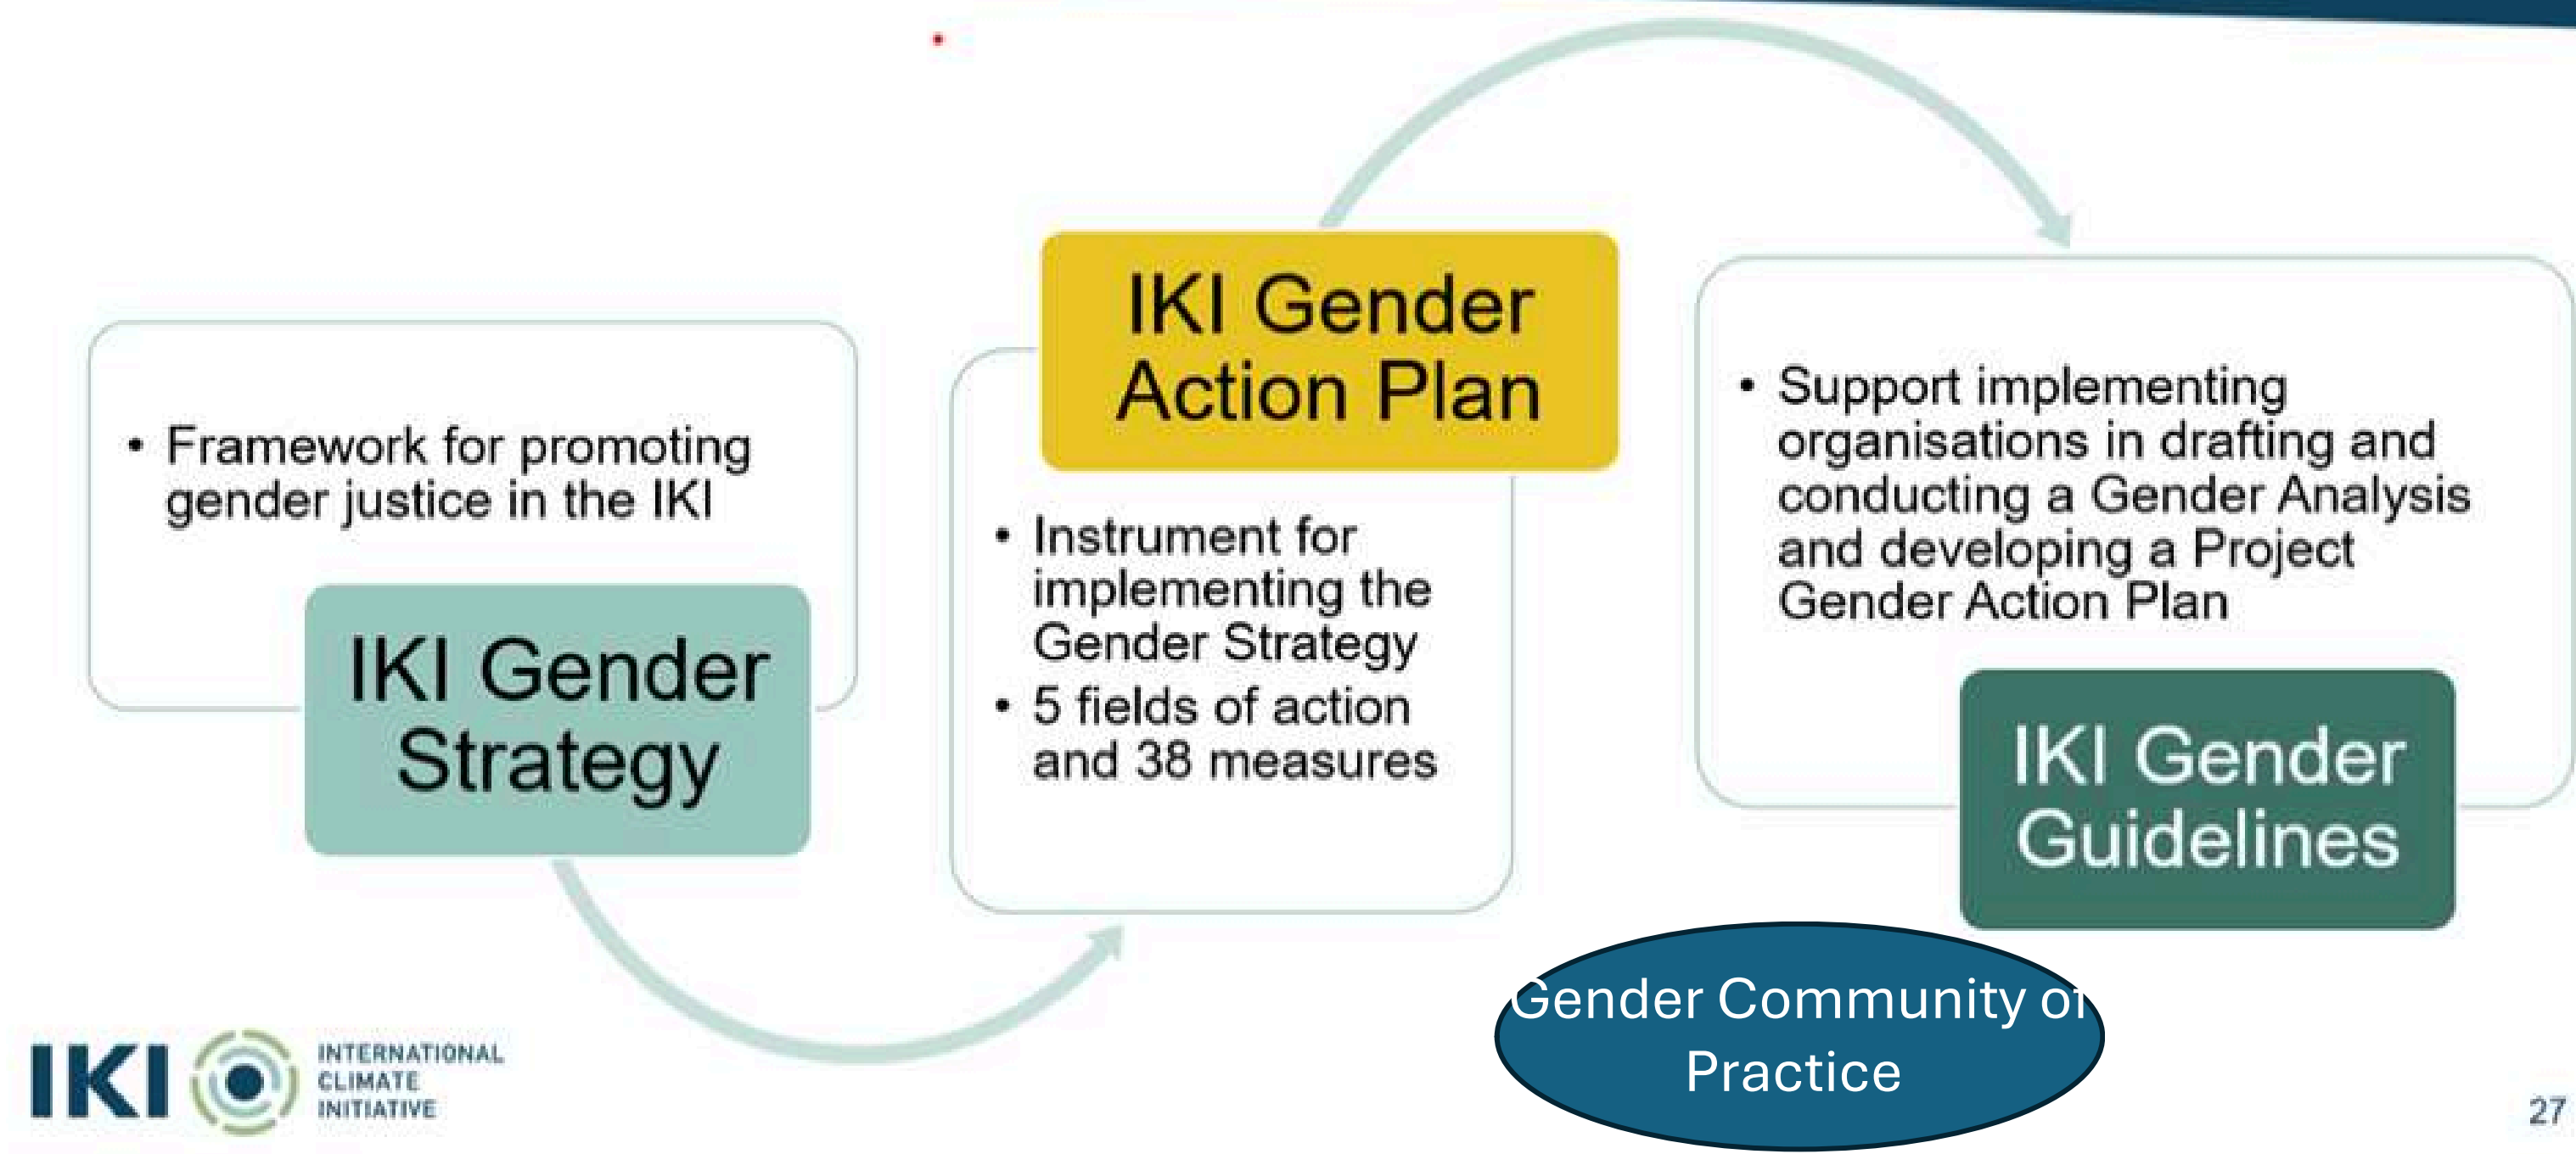 • Framework for promoting
gender justice in the IKI
IKI Gender
Strategy
IKI Gender
Action Plan
• Instrument for
implementing the
Gender Strategy
• 5 fields of action
and 38 measures
• Support implementing
organisations in drafting and
conducting a Gender Analysis
and developing a Project
Gender Action Plan
IKI Gender
Guidelines
Gender Community of
Practice
IKI
INTERNATIONAL
CLIMATE
INITIATIVE
27